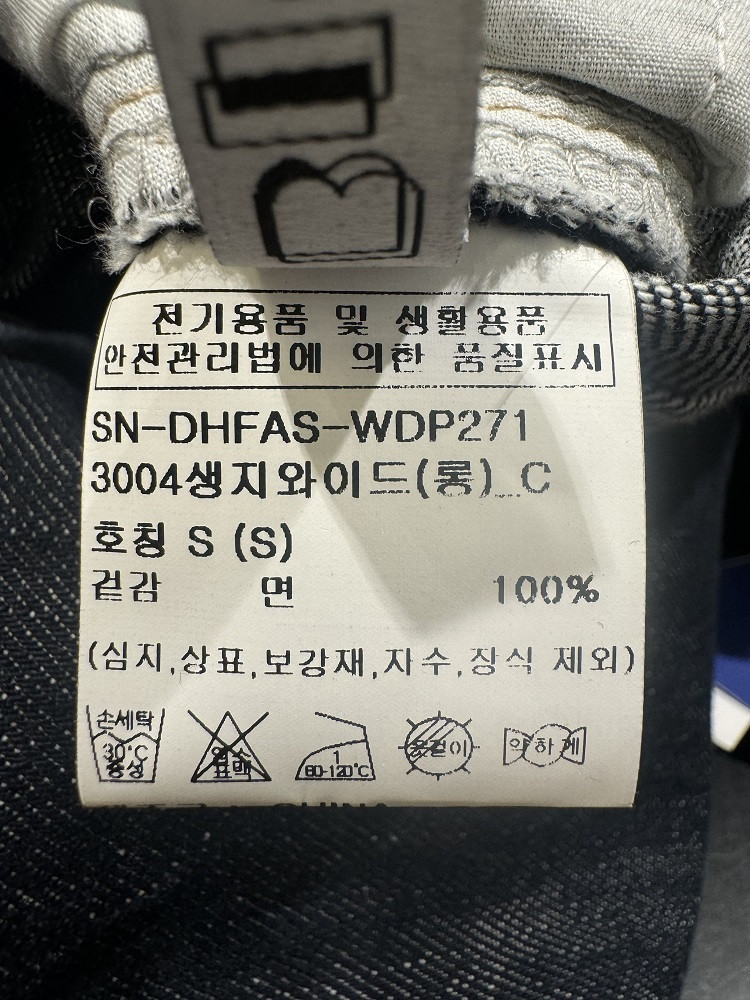 전기용품 및 생활용품
안전관리법에 의한 품질표시
SN-DHFAS-WDP271
3004생지와이드(롱)_C
호칭 S (S)
겉감 면 100%
(심지,상표,보강재,자수,장식 제외)
손세탁 30°C 중성
염소 표백
1 80-120°C
옷걸이
약하게